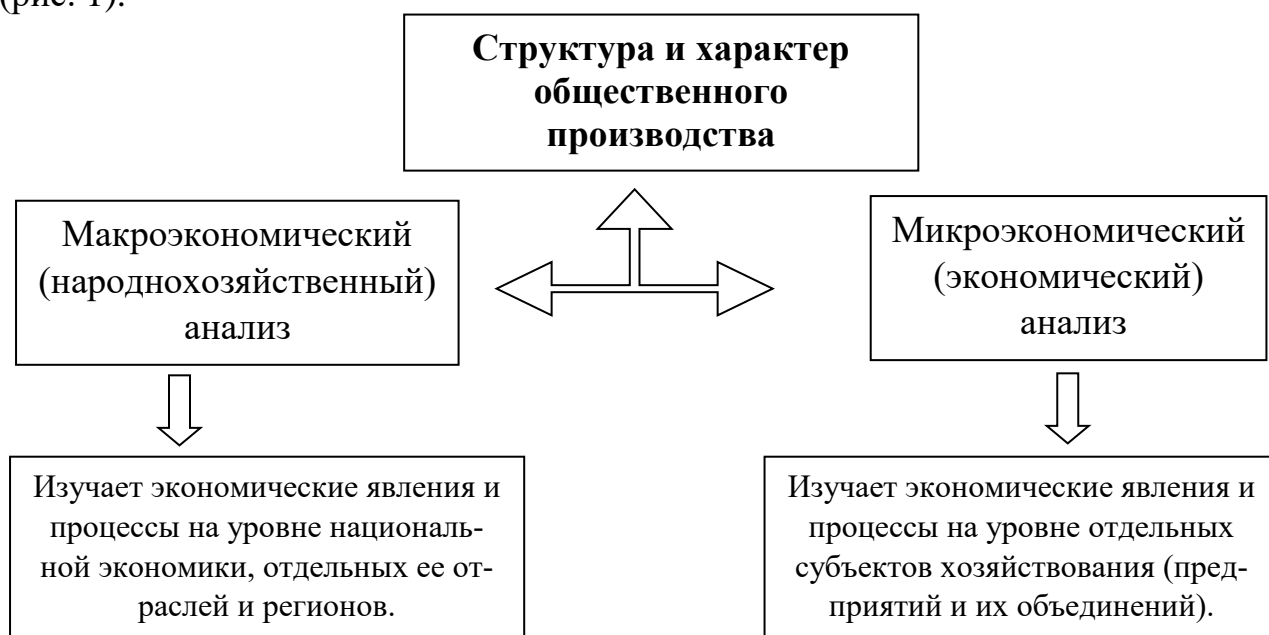 (рис. 1).
Структура и характер
общественного
производства
Макроэкономический
(народнохозяйственный)
анализ
Микроэкономический
(экономический)
анализ
Изучает экономические явления и
процессы на уровне националь-
ной экономики, отдельных ее от-
раслей и регионов.
Изучает экономические явления и
процессы на уровне отдельных
субъектов хозяйствования (пред-
приятий и их объединений).